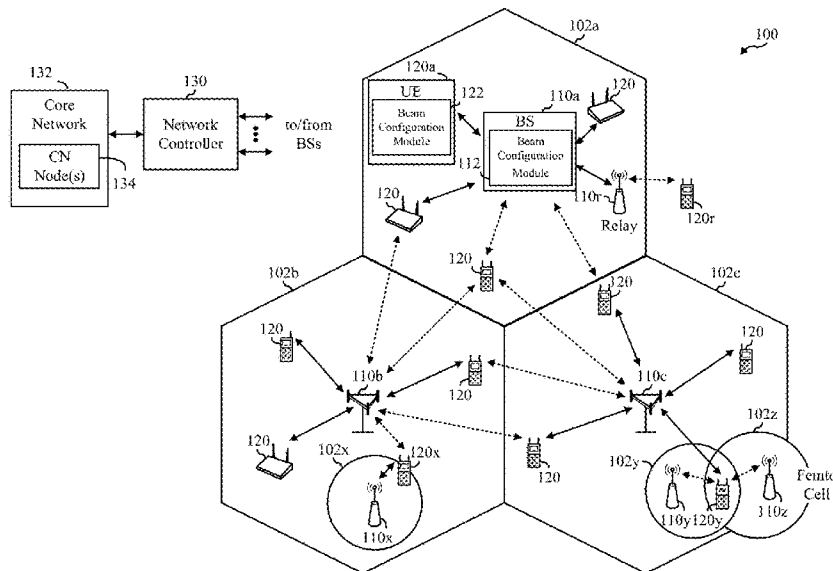 102a
100
132
130
120a
110a
120
Core
Network
CN
Node(s)
134
Network
Controller
to/from
BSs
UE
Beam
Configuration
Module
122
BS
Beam
Configuration
Module
112
120
110r
Relay
120r
102b
120
120
102c
120
110b
120
110c
120
120
102x
120x
120
102z
102y
110x
110y
120y
110z
Femto
Cell